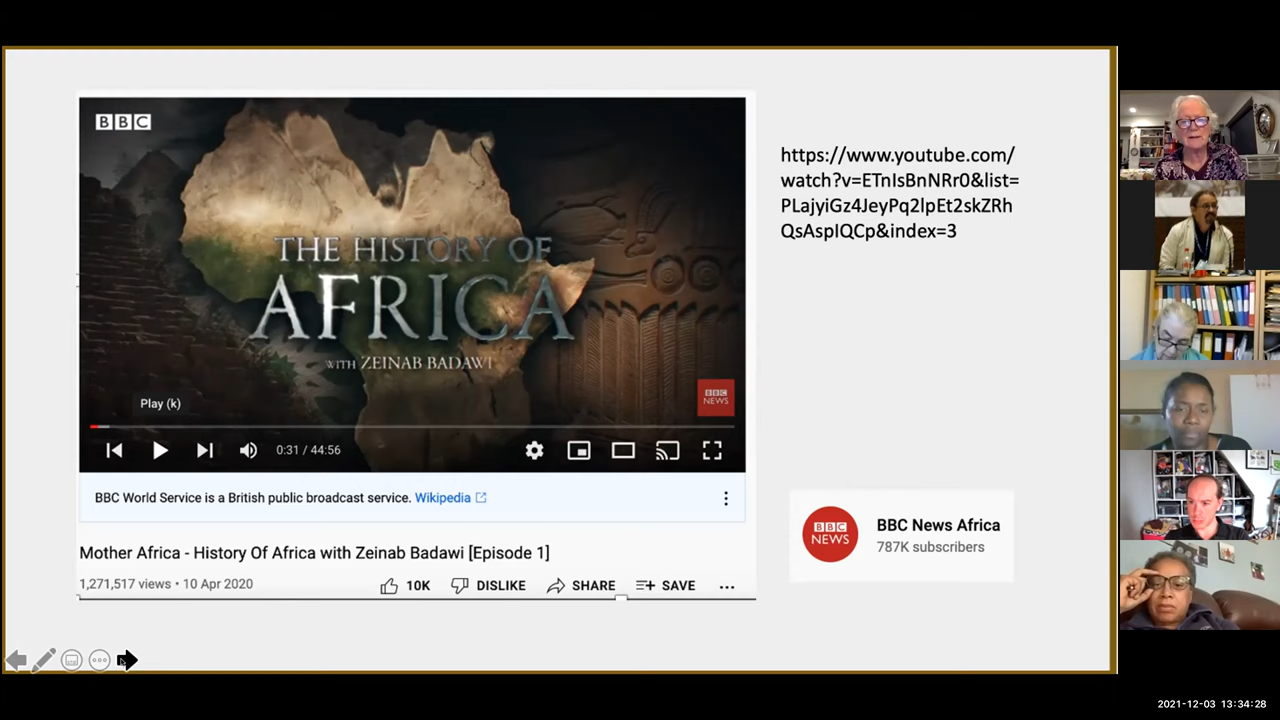 BBC
THE HISTORY OF
AFRICA
WITH ZEINAB BADAWI
BBC
NEWS
Play (k)
0:31 / 44:56
BBC World Service is a British public broadcast service. Wikipedia
Mother Africa - History Of Africa with Zeinab Badawi [Episode 1]
1,271,517 views • 10 Apr 2020
10K DISLIKE SHARE SAVE
https://www.youtube.com/
watch?v=ETnIsBnNRr0&list=
PLajyiGz4JeyPq2lpEt2skZRh
QsAspIQCp&index=3
BBC
NEWS
BBC News Africa
787K subscribers
2021-12-03 13:34:28